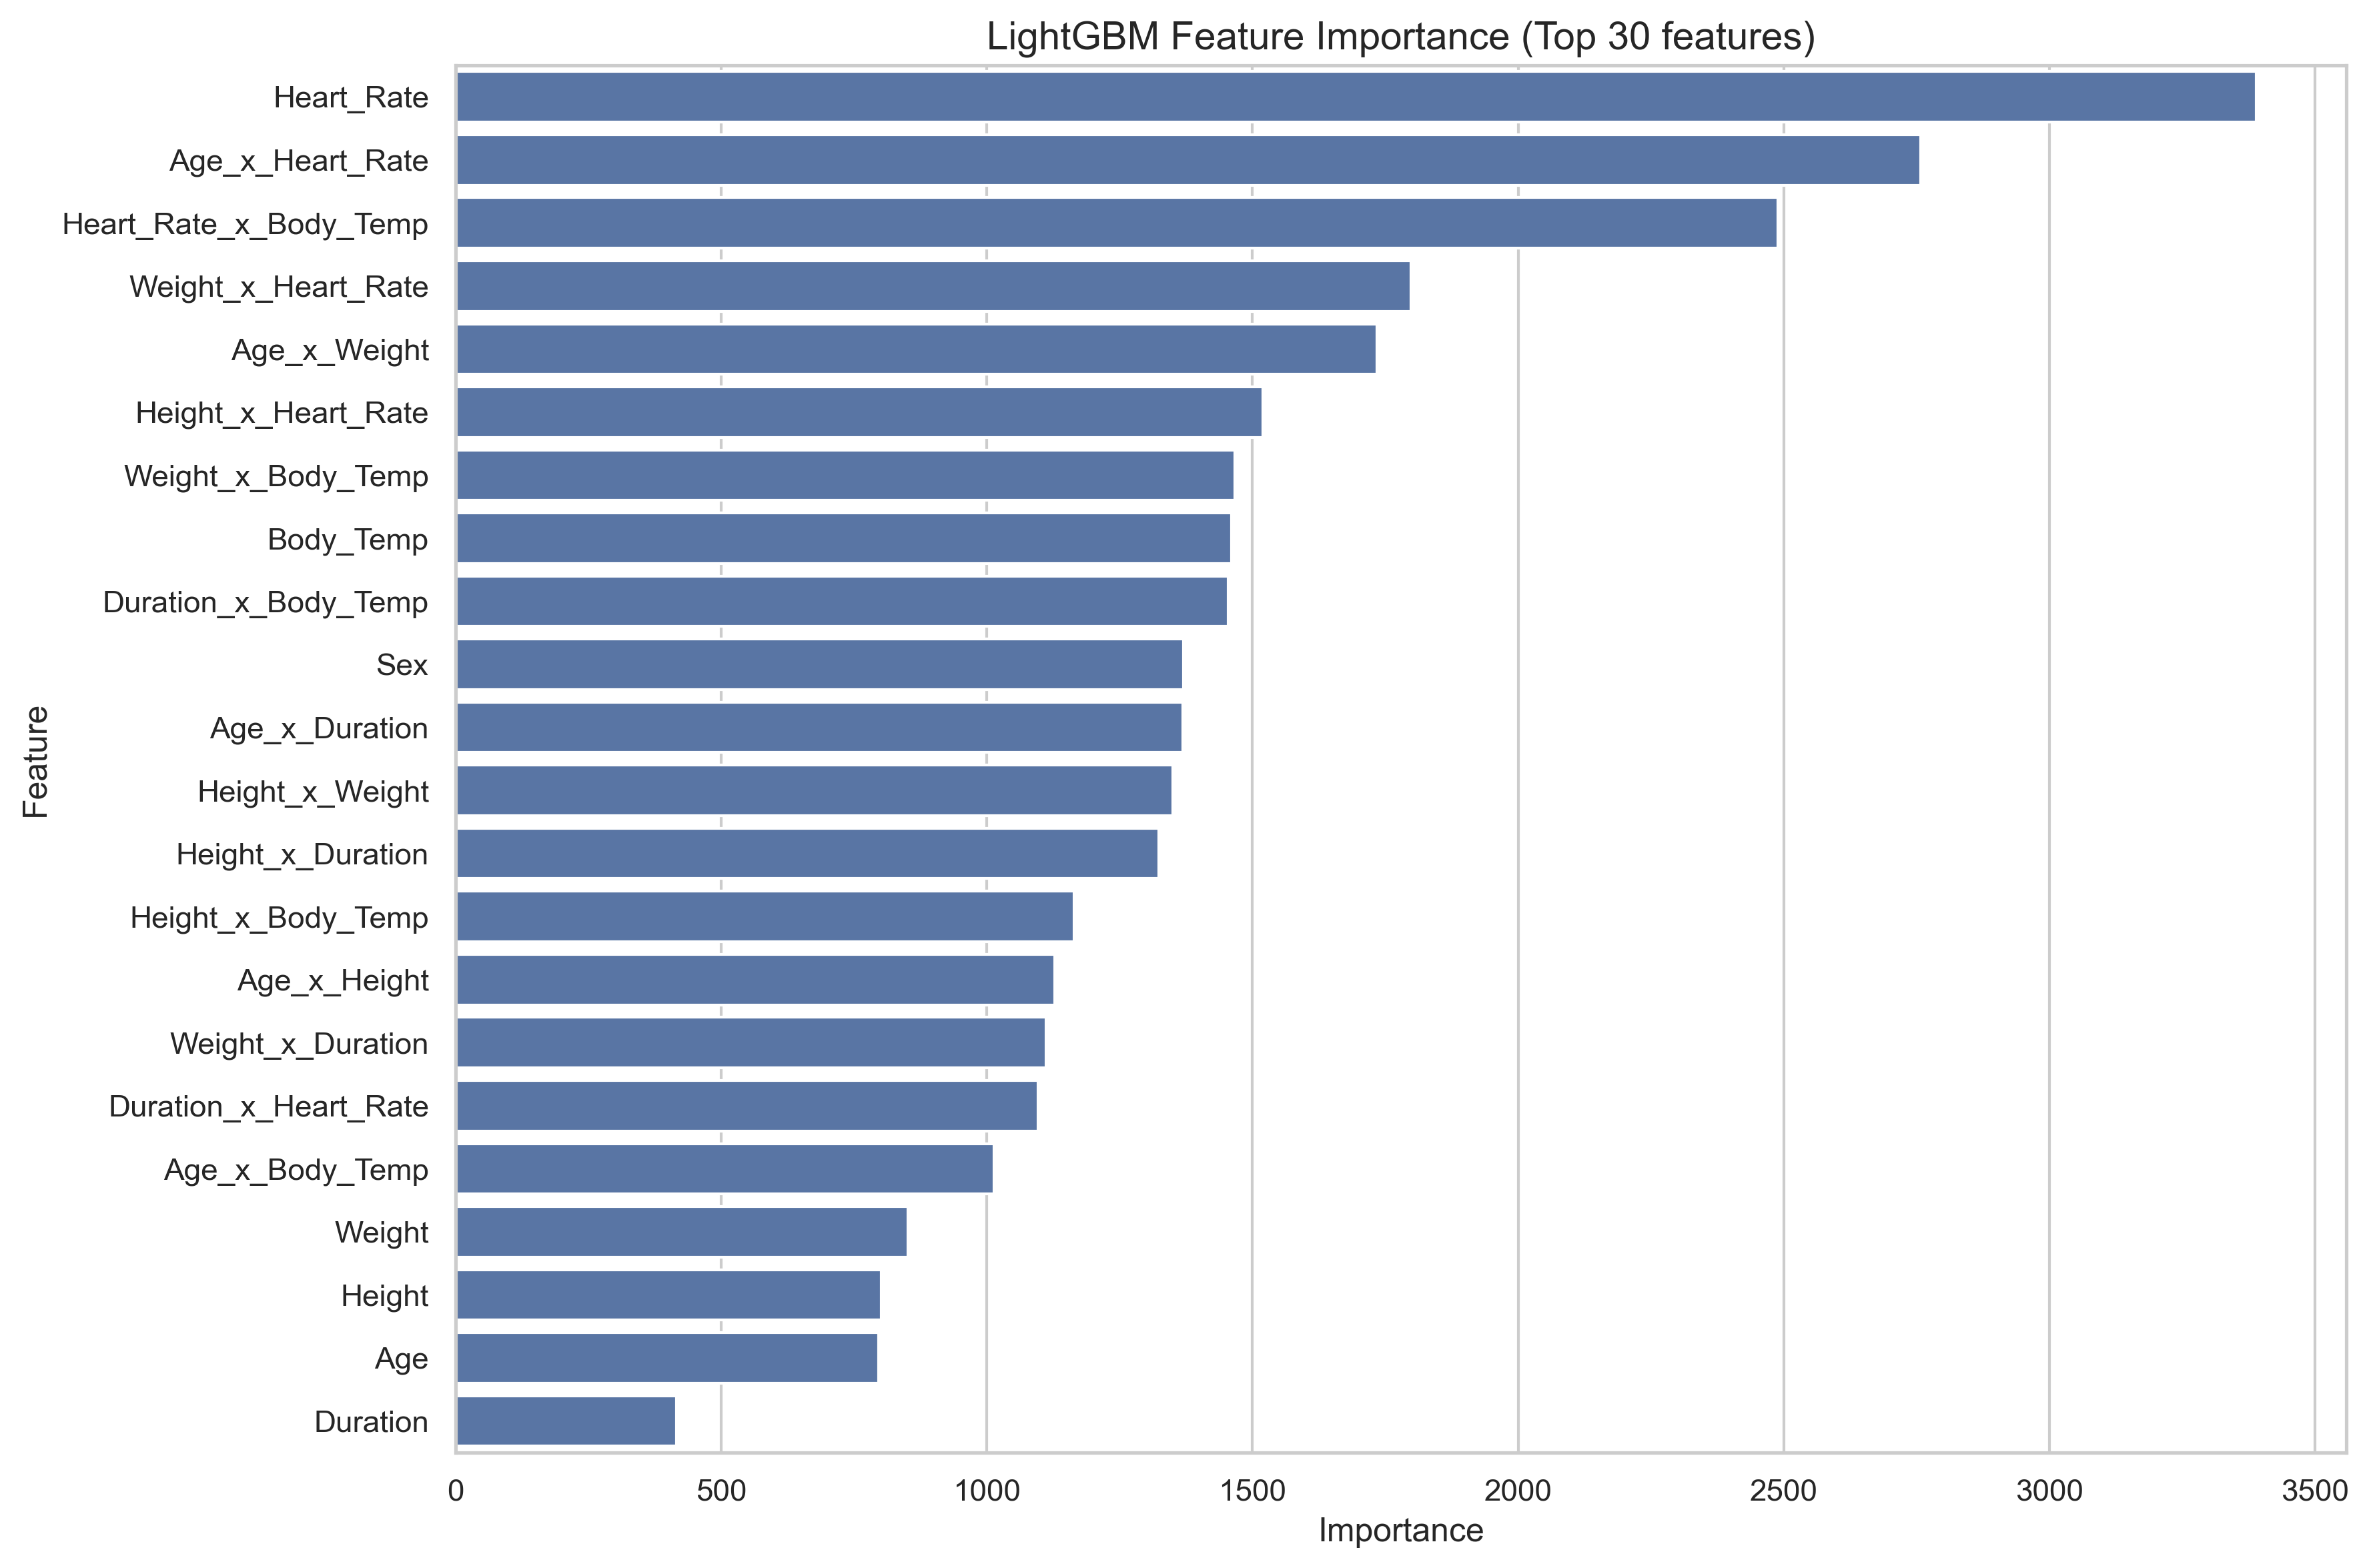 LightGBM Feature Importance (Top 30 features)
Heart_Rate
Age_x_Heart_Rate
Heart_Rate_x_Body_Temp
Weight_x_Heart_Rate
Age_x_Weight
Height_x_Heart_Rate
Weight_x_Body_Temp
Body_Temp
Duration_x_Body_Temp
Sex
Age_x_Duration
Height_x_Weight
Height_x_Duration
Height_x_Body_Temp
Age_x_Height
Weight_x_Duration
Duration_x_Heart_Rate
Age_x_Body_Temp
Weight
Height
Age
Duration
Feature
0 500 1000 1500 2000 2500 3000 3500
Importance